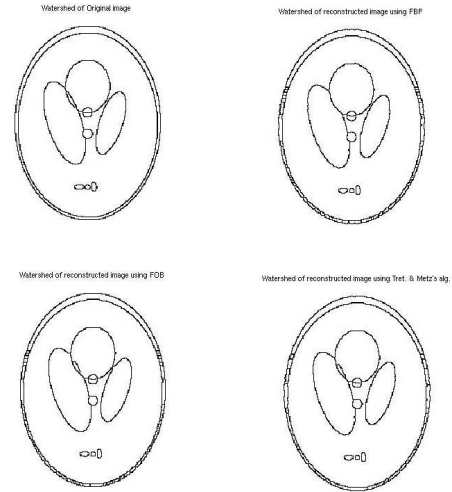 Watershed of Original image
Watershed of reconstructed image using FBP
Watershed of reconstructed image using FOB
Watershed of reconstructed image using Tret. & Metz's alg.